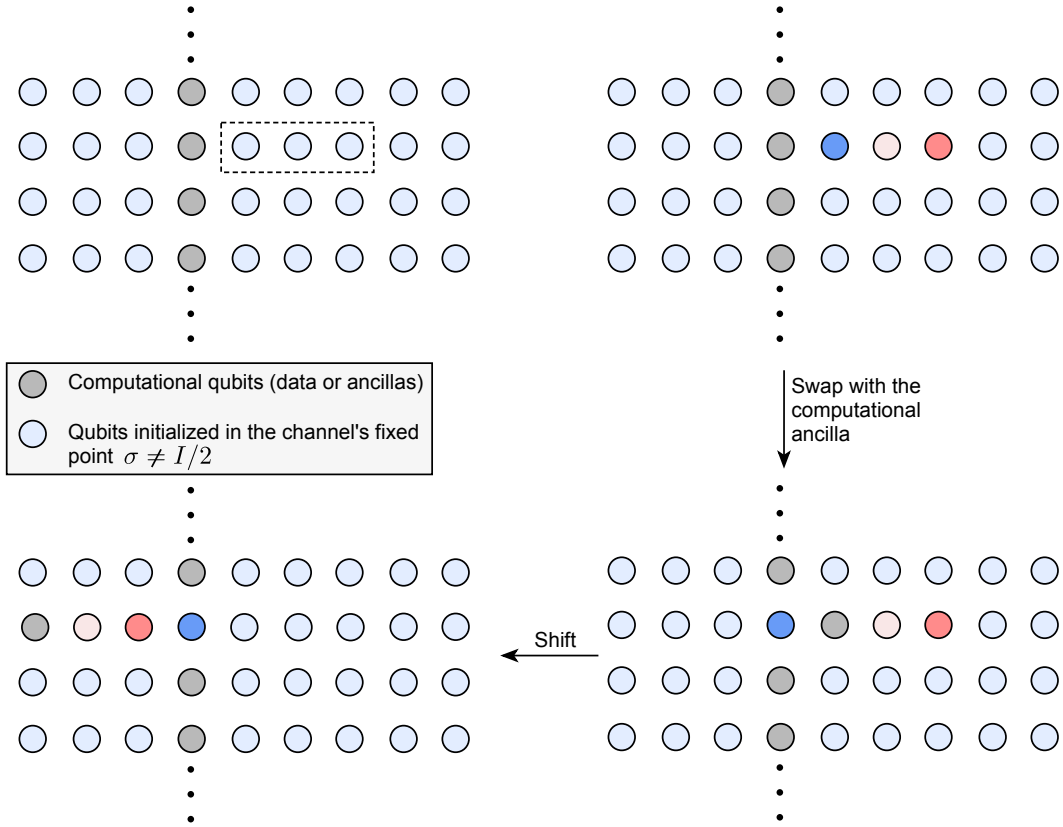 Computational qubits (data or ancillas)
Qubits initialized in the channel's fixed
point σ ≠ I/2
Swap with the
computational
ancilla
Shift